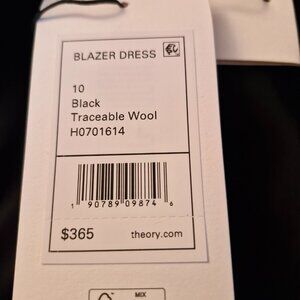 BLAZER DRESS
10
Black
Traceable Wool
H0701614
1 90789 09874 6
$365 theory.com
MIX